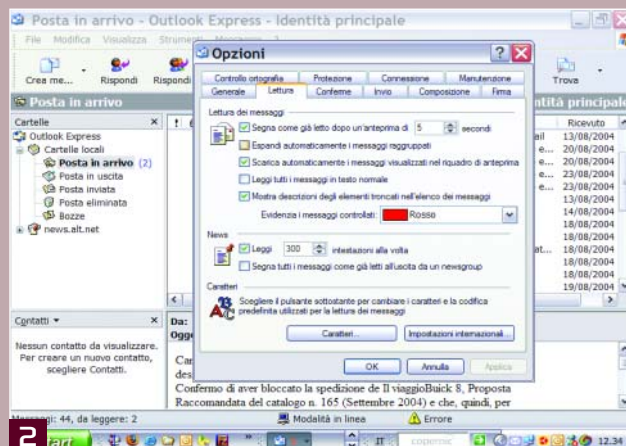 Posta in arrivo - Outlook Express - Identità principale
File Modifica Visualizza Strumenti
Opzioni
Crea me... Rispondi
Trova
Controllo ortografia Protezione Connessione Manutenzione
Generale Lettura Conferme Invio Composizione Firma
Posta in arrivo
Lettura dei messaggi
Segna come già letto dopo un'anteprima di 5 secondi
Espandi automaticamente i messaggi raggruppati
Scarica automaticamente i messaggi visualizzati nel riquadro di anteprima
Leggi tutti i messaggi in testo normale
Mostra descrizioni degli elementi troncati nell'elenco dei messaggi
Evidenzia i messaggi controllati: Rosso
News
Leggi 300 intestazioni alla volta
Segna tutti i messaggi come già letti all'uscita da un newsgroup
Caratteri
Scegliere il pulsante sottostante per cambiare i caratteri e la codifica
predefinita utilizzati per la lettura dei messaggi
Caratteri... Impostazioni internazionali...
OK Annulla Applica
Cartelle
Outlook Express
Cartelle locali
Posta in arrivo (2)
Posta in uscita
Posta inviata
Posta eliminata
Bozze
news.alt.net
Ricevuto
13/08/2004
20/08/2004
20/08/2004
23/08/2004
23/08/2004
13/08/2004
14/08/2004
18/08/2004
18/08/2004
18/08/2004
18/08/2004
19/08/2004
Contatti
Nessun contatto da visualizzare.
Per creare un nuovo contatto,
scegliere Contatti.
Da:
Confermo di aver bloccato la spedizione de Il viaggioBuick 8, Proposta
Raccomandata del catalogo n. 165 (Settembre 2004) e che, quindi, per
44, da leggere: 2 Modalità in linea Errore
2 start IT copernic 12.34